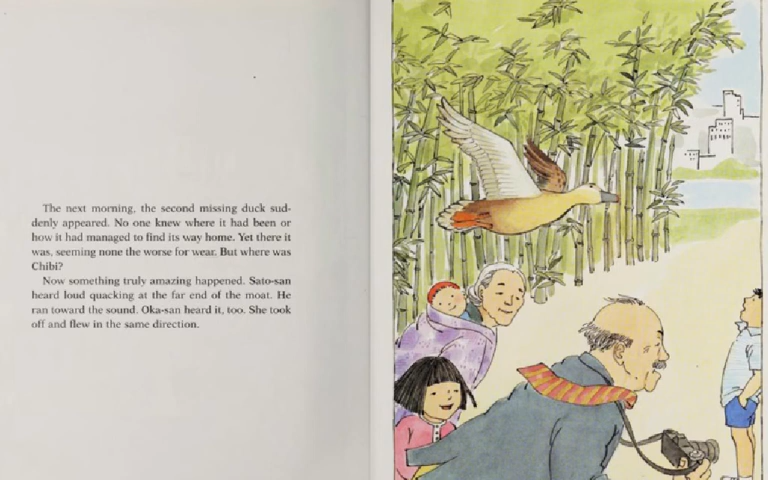 The next morning, the second missing duck sud-
denly appeared. No one knew where it had been or
how it had managed to find its way home. Yet there it
was, seeming none the worse for wear. But where was
Chibi?
Now something truly amazing happened. Sato-san
heard loud quacking at the far end of the moat. He
ran toward the sound. Oka-san heard it, too. She took
off and flew in the same direction.